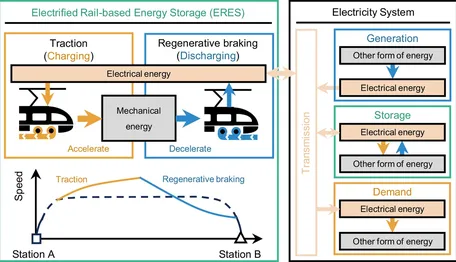 Electrified Rail-based Energy Storage (ERES)
Traction
(Charging)
Regenerative braking
(Discharging)
Electrical energy
Mechanical
energy
Accelerate
Decelerate
Speed
Traction
Regenerative braking
Station A
Station B
Electricity System
Transmission
Generation
Other form of energy
Electrical energy
Storage
Electrical energy
Other form of energy
Demand
Electrical energy
Other form of energy